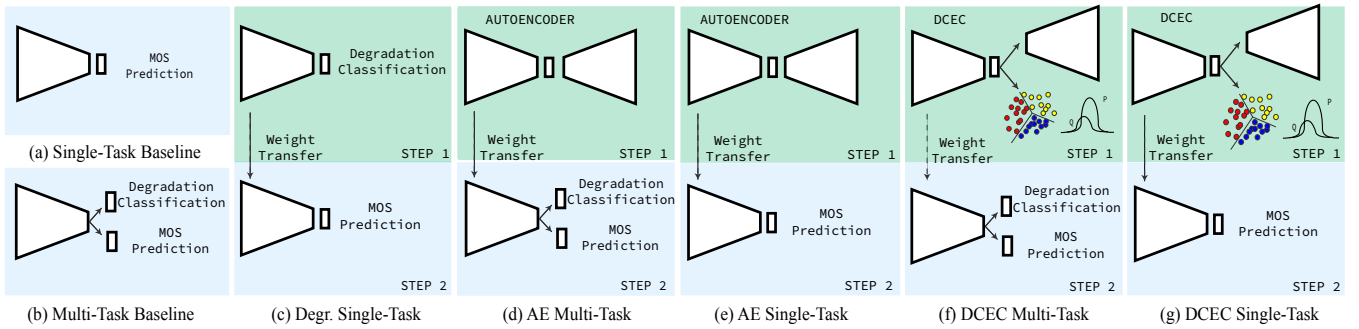 MOS
Prediction
(a) Single-Task Baseline
Degradation
Classification
MOS
Prediction
(b) Multi-Task Baseline
Degradation
Classification
Weight
Transfer
STEP 1
MOS
Prediction
STEP 2
(c) Degr. Single-Task
AUTOENCODER
Weight
Transfer
STEP 1
Degradation
Classification
MOS
Prediction
STEP 2
(d) AE Multi-Task
AUTOENCODER
Weight
Transfer
STEP 1
MOS
Prediction
STEP 2
(e) AE Single-Task
DCEC
P
Q
Weight
Transfer
STEP 1
Degradation
Classification
MOS
Prediction
STEP 2
(f) DCEC Multi-Task
DCEC
P
Q
Weight
Transfer
STEP 1
MOS
Prediction
STEP 2
(g) DCEC Single-Task